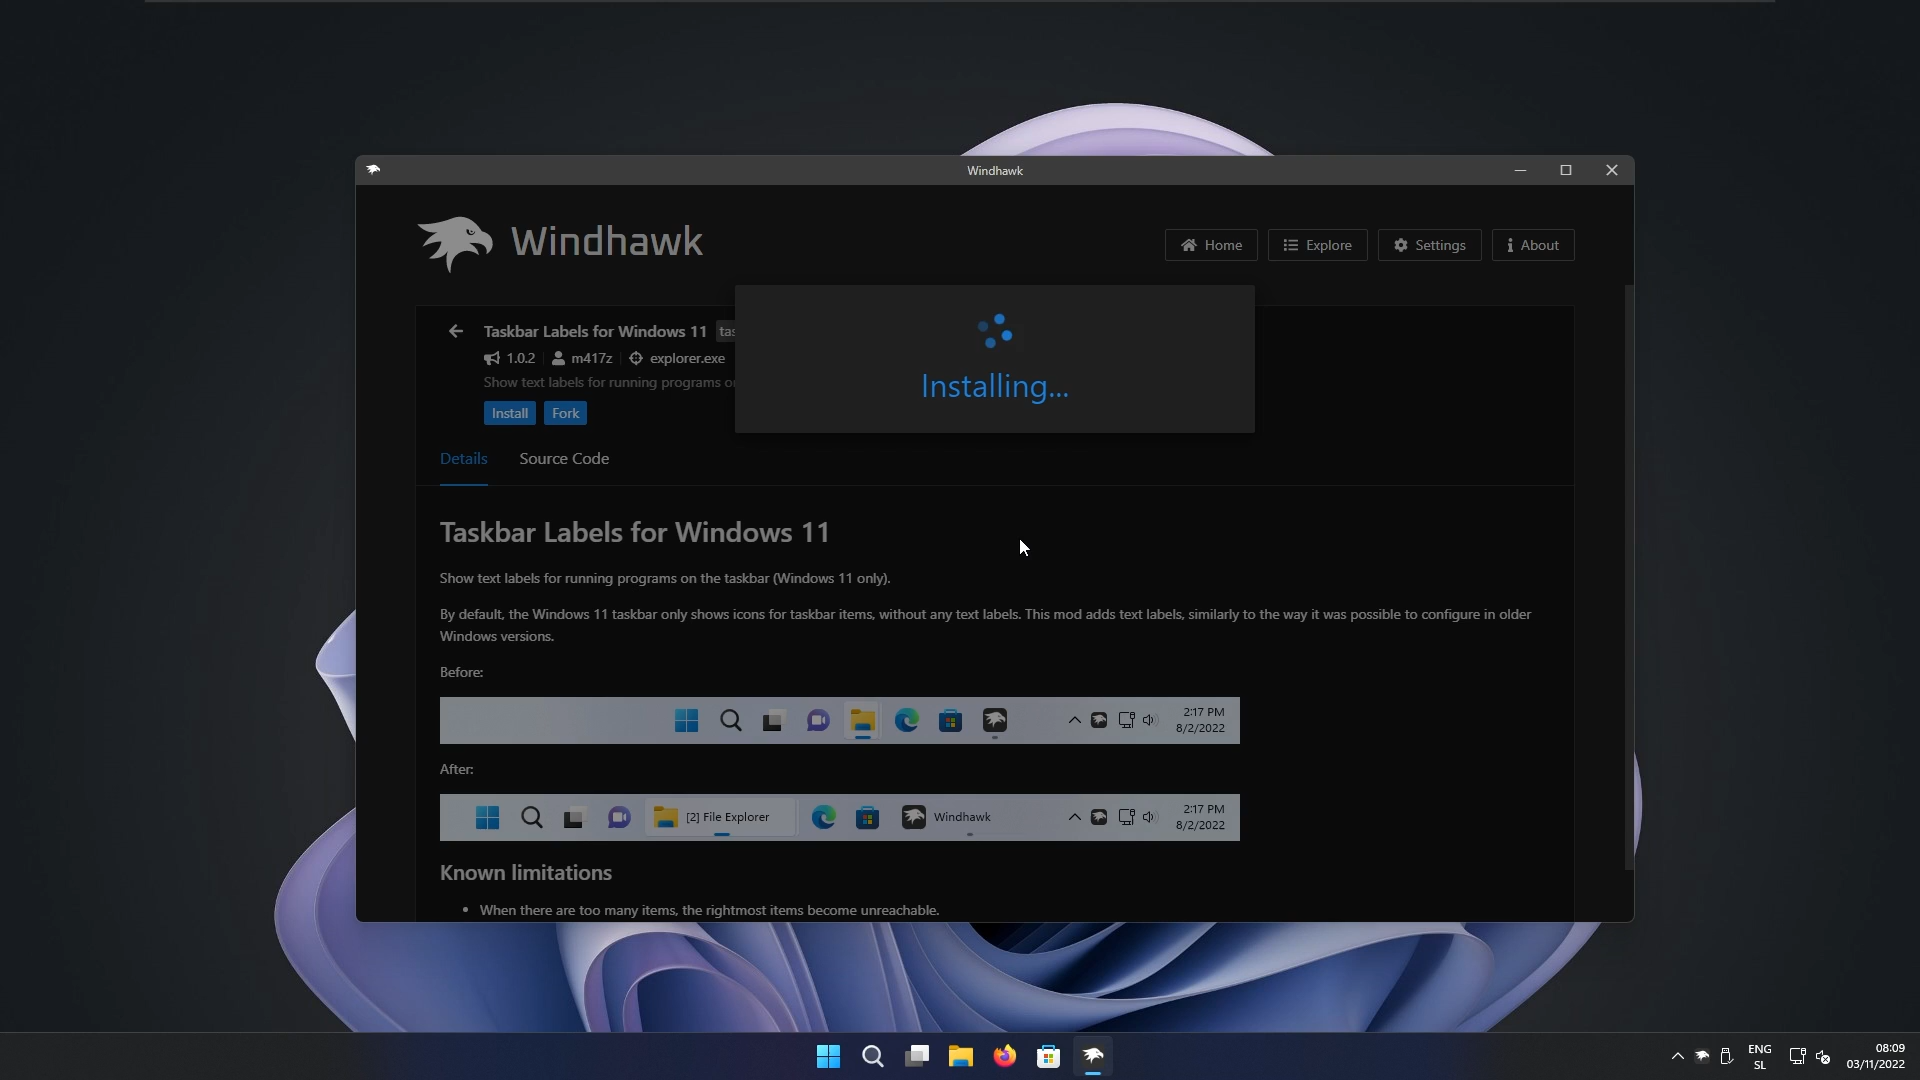 Windhawk
Windhawk
Home
Explore
Settings
About
Taskbar Labels for Windows 11
1.0.2
m417z
explorer.exe
Show text labels for running programs
Install
Fork
Installing...
Details
Source Code
Taskbar Labels for Windows 11
Show text labels for running programs on the taskbar (Windows 11 only).
By default, the Windows 11 taskbar only shows icons for taskbar items, without any text labels. This mod adds text labels, similarly to the way it was possible to configure in older
Windows versions.
Before:
2:17 PM
8/2/2022
After:
[2] File Explorer
Windhawk
2:17 PM
8/2/2022
Known limitations
• When there are too many items, the rightmost items become unreachable.
ENG
SL
08:09
03/11/2022